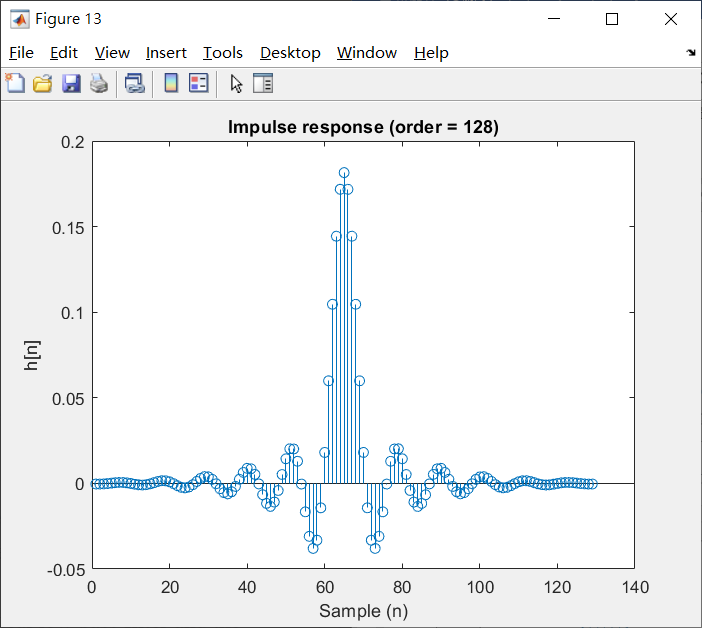 Figure 13
File Edit View Insert Tools Desktop Window Help
Impulse response (order = 128)
0.2
0.15
0.1
0.05
0
-0.05
h[n]
0 20 40 60 80 100 120 140
Sample (n)